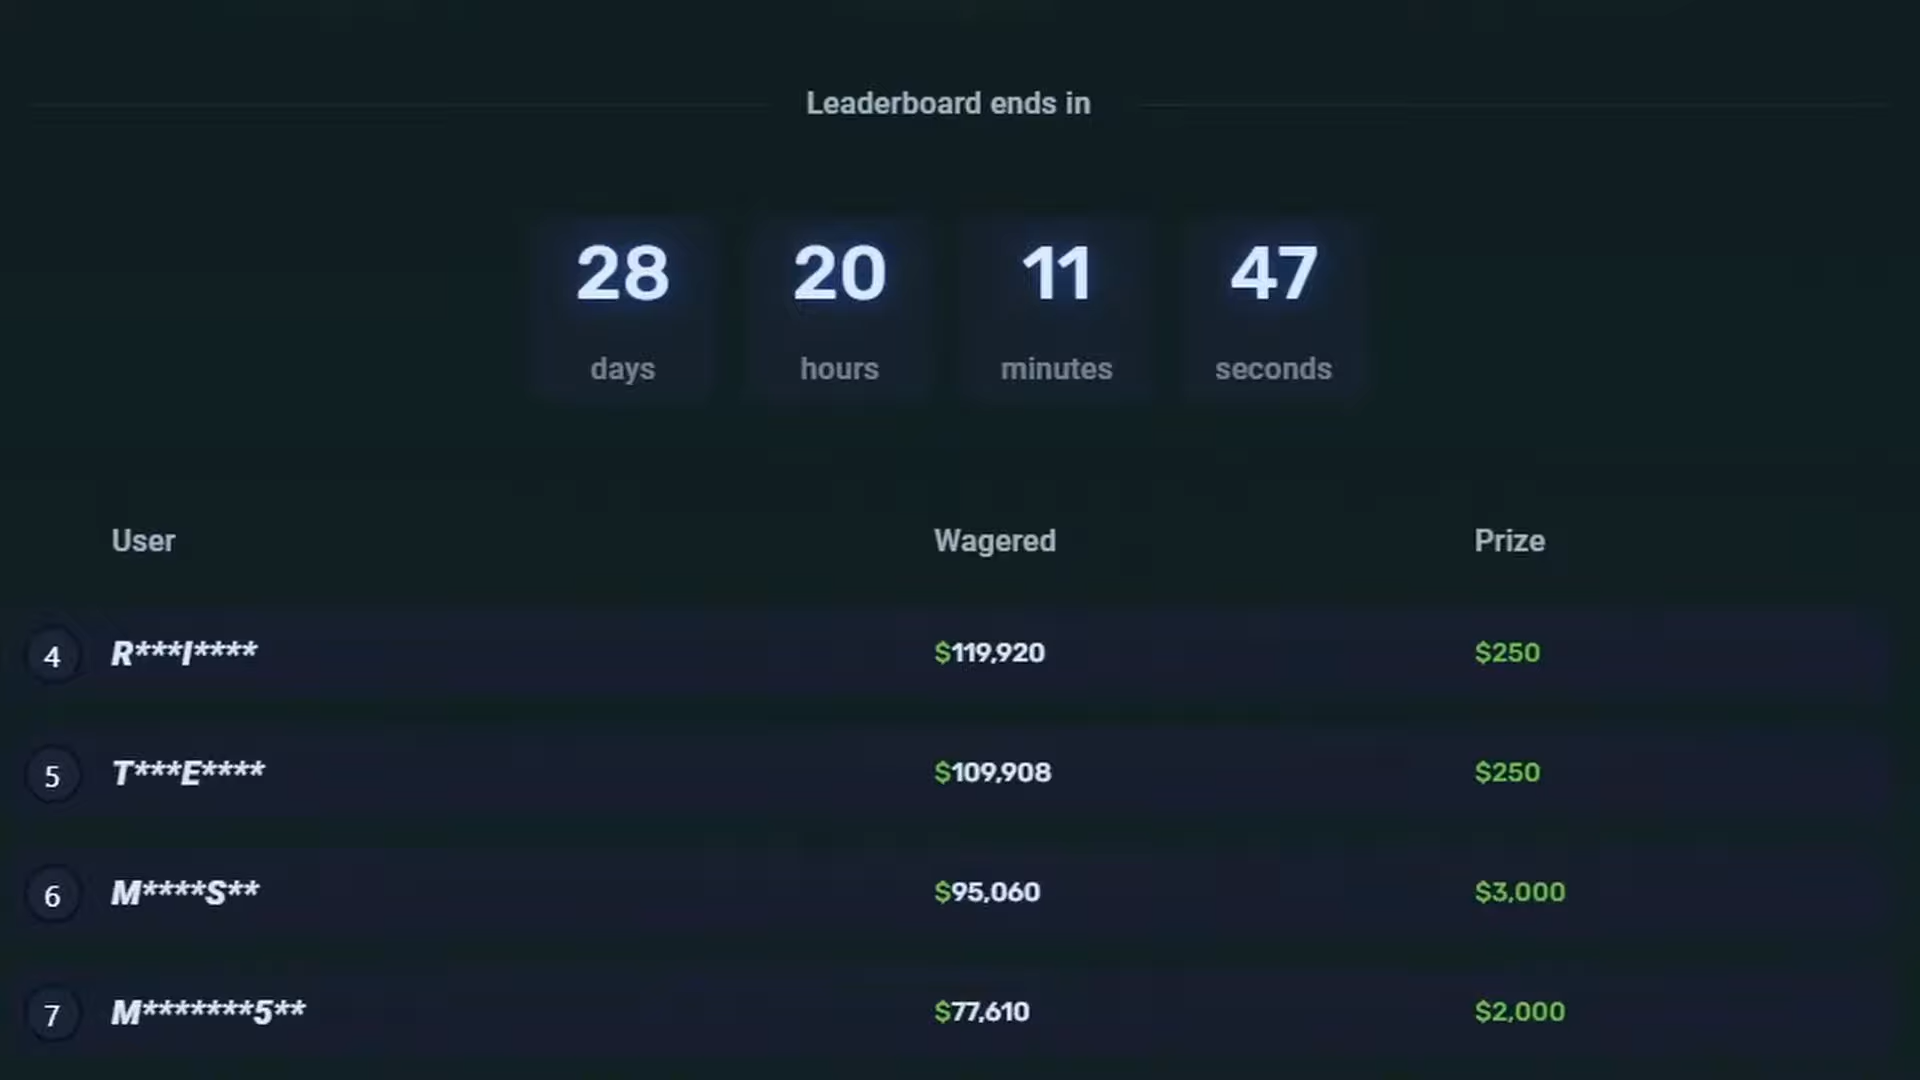 Leaderboard ends in
28 20 11 47
days hours minutes seconds
User Wagered Prize
4 R***I**** $119,920 $250
5 T***E**** $109,908 $250
6 M****S** $95,060 $3,000
7 M*******5** $77,610 $2,000